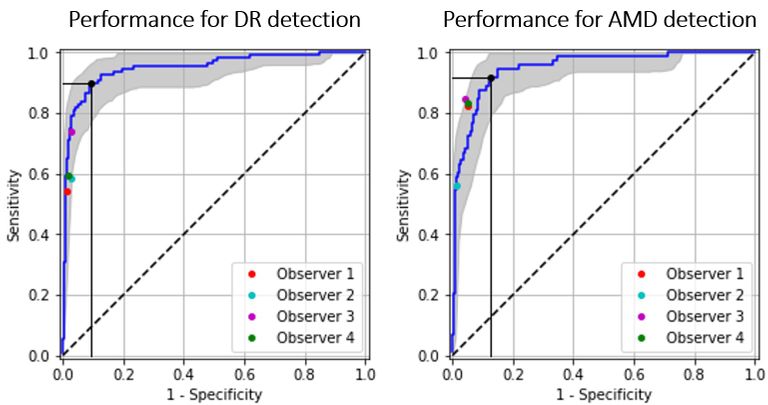 Performance for DR detection
1.0
0.8
0.6
0.4
0.2
0.0
Sensitivity
Observer 1
Observer 2
Observer 3
Observer 4
0.0 0.2 0.4 0.6 0.8 1.0
1 - Specificity
Performance for AMD detection
1.0
0.8
0.6
0.4
0.2
0.0
Sensitivity
Observer 1
Observer 2
Observer 3
Observer 4
0.0 0.2 0.4 0.6 0.8 1.0
1 - Specificity